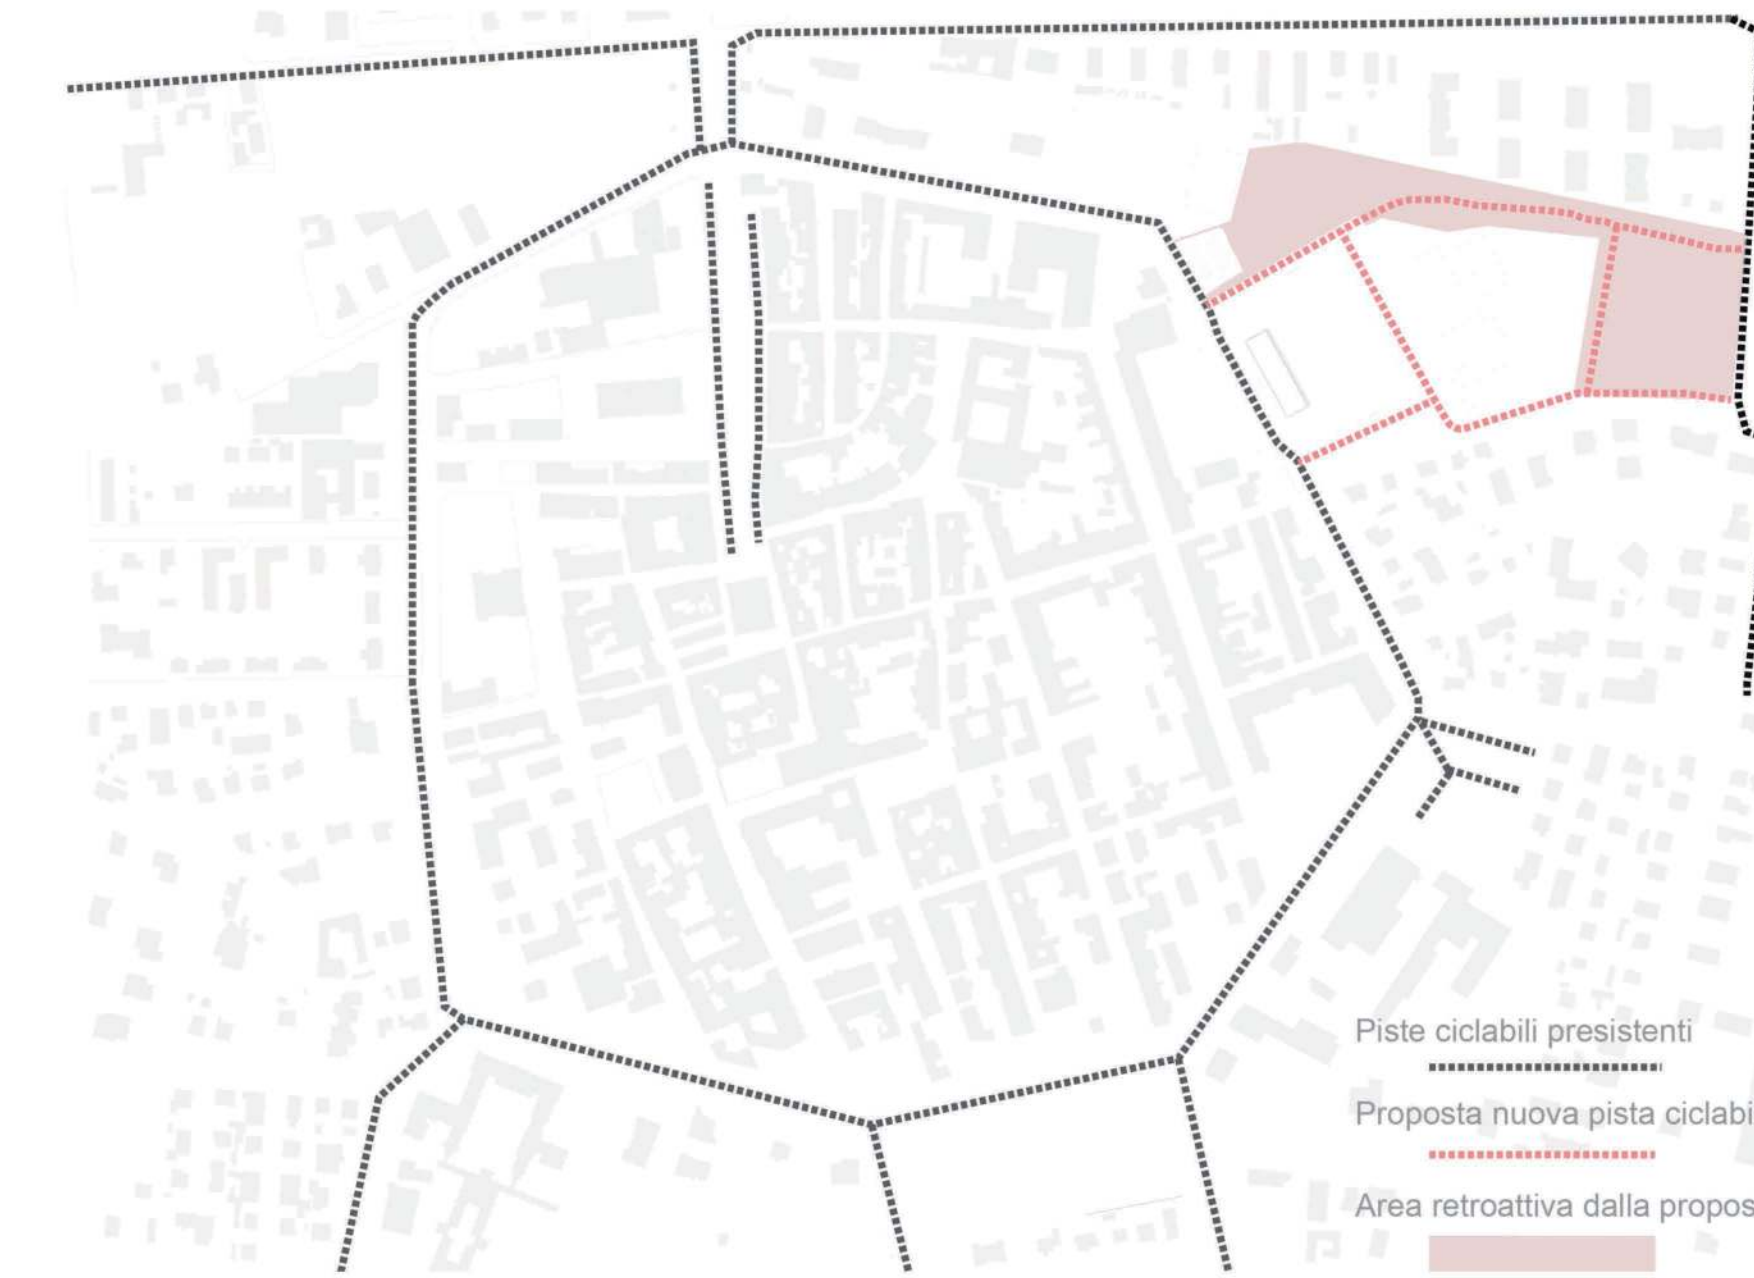 Piste ciclabili presistenti
Proposta nuova pista ciclabi
Area retroattiva dalla propos